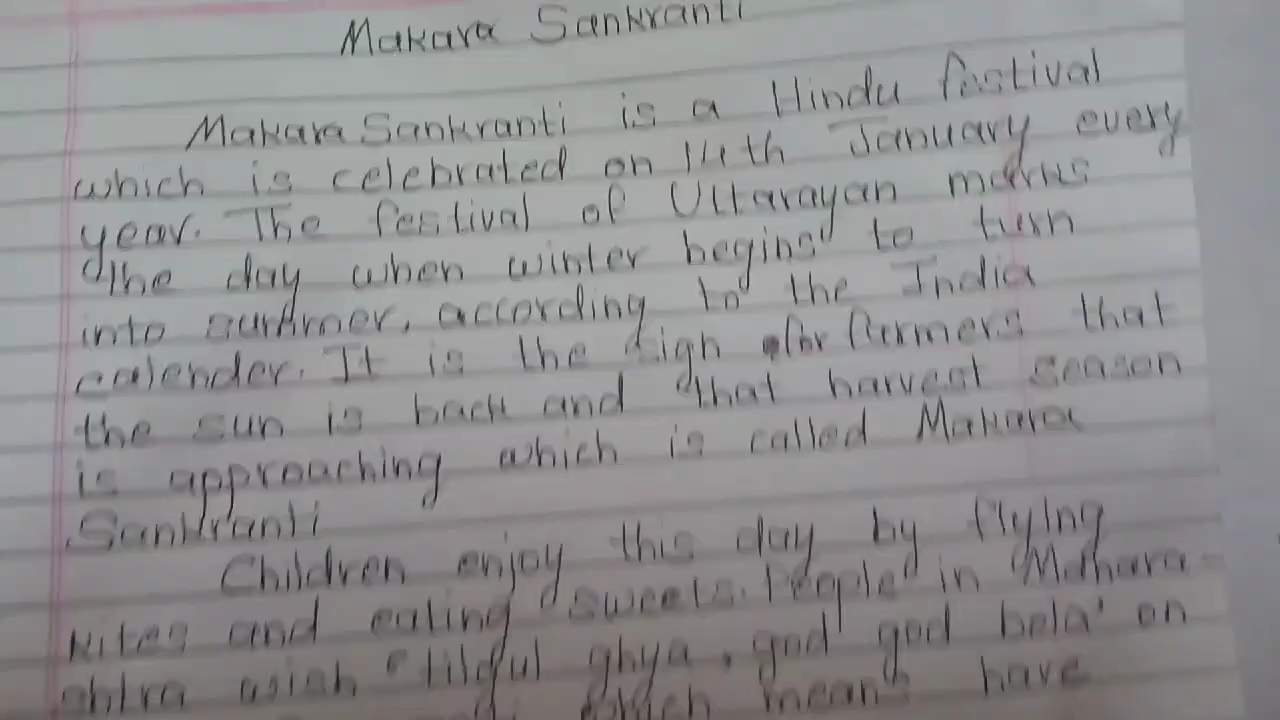 Makara Sankranti
Makara Sankranti is a Hindu festival
which is celebrated on 14th January every
year. The festival of Uttarayan marks
the day when winter begins to turn
into summer, according to the India
calender. It is the sign for farmers that
the sun is back and that harvest season
is approaching which is called Makara
Sankranti
Children enjoy this day by flying
kites and eating sweets. People in Mahara-
shtra wish "tilgul ghya, god god bola" on
which means have